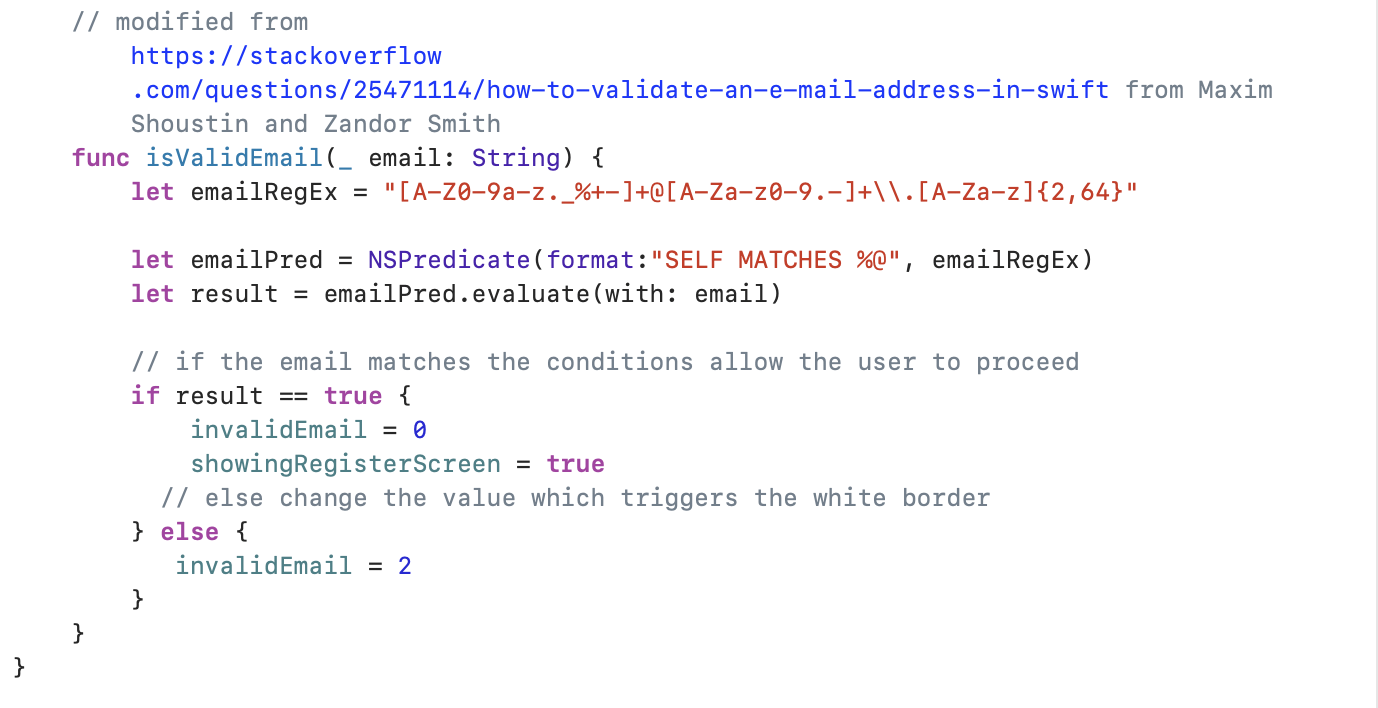 // modified from
https://stackoverflow
.com/questions/25471114/how-to-validate-an-e-mail-address-in-swift from Maxim
Shoustin and Zandor Smith
func isValidEmail(_ email: String) {
let emailRegEx = "[A-Z0-9a-z._%+-]+@[A-Za-z0-9.-]+\\.[A-Za-z]{2,64}"
let emailPred = NSPredicate(format:"SELF MATCHES %@", emailRegEx)
let result = emailPred.evaluate(with: email)
// if the email matches the conditions allow the user to proceed
if result == true {
invalidEmail = 0
showingRegisterScreen = true
// else change the value which triggers the white border
} else {
invalidEmail = 2
}
}
}